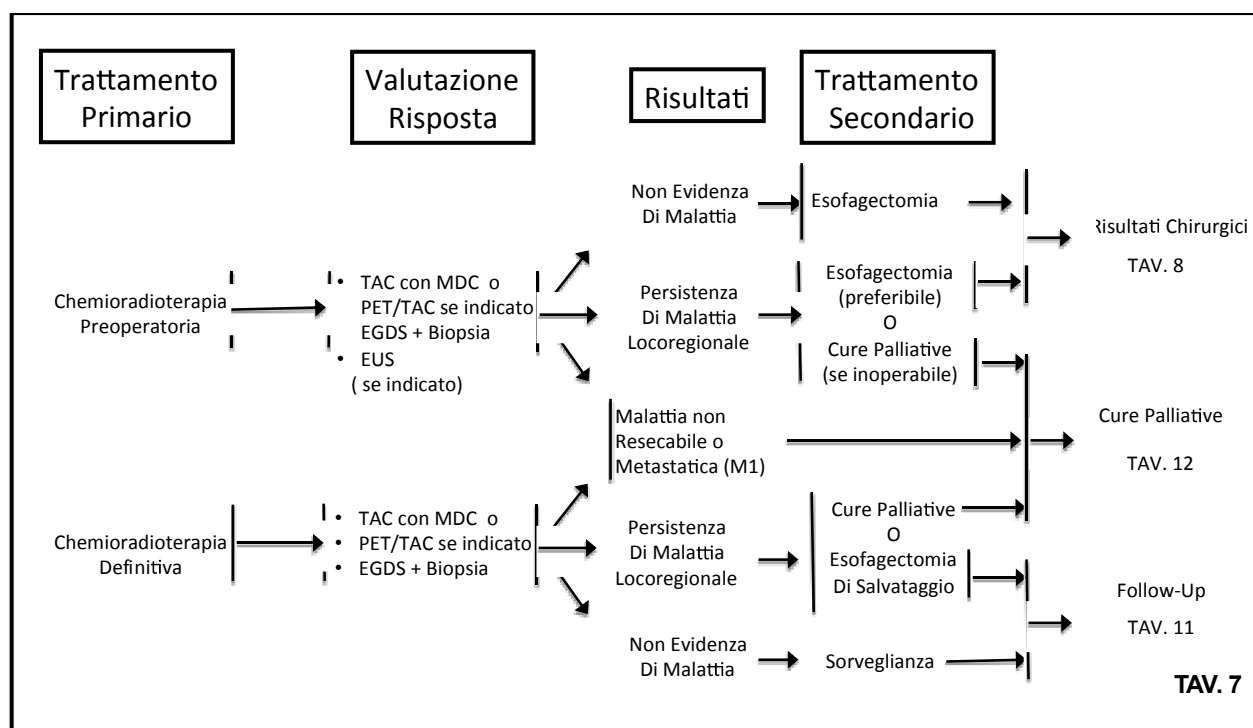 Trattamento
Primario
Valutazione
Risposta
Risultati
Trattamento
Secondario
Chemioradioterapia
Preoperatoria
• TAC con MDC o
PET/TAC se indicato
EGDS + Biopsia
• EUS
( se indicato)
Non Evidenza
Di Malattia
Esofagectomia
Persistenza
Di Malattia
Locoregionale
Esofagectomia
(preferibile)
O
Cure Palliative
(se inoperabile)
Risultati Chirurgici
TAV. 8
Malattia non
Resecabile o
Metastatica (M1)
Cure Palliative
TAV. 12
Chemioradioterapia
Definitiva
• TAC con MDC o
• PET/TAC se indicato
• EGDS + Biopsia
Persistenza
Di Malattia
Locoregionale
Cure Palliative
O
Esofagectomia
Di Salvataggio
Non Evidenza
Di Malattia
Sorveglianza
Follow-Up
TAV. 11
TAV. 7